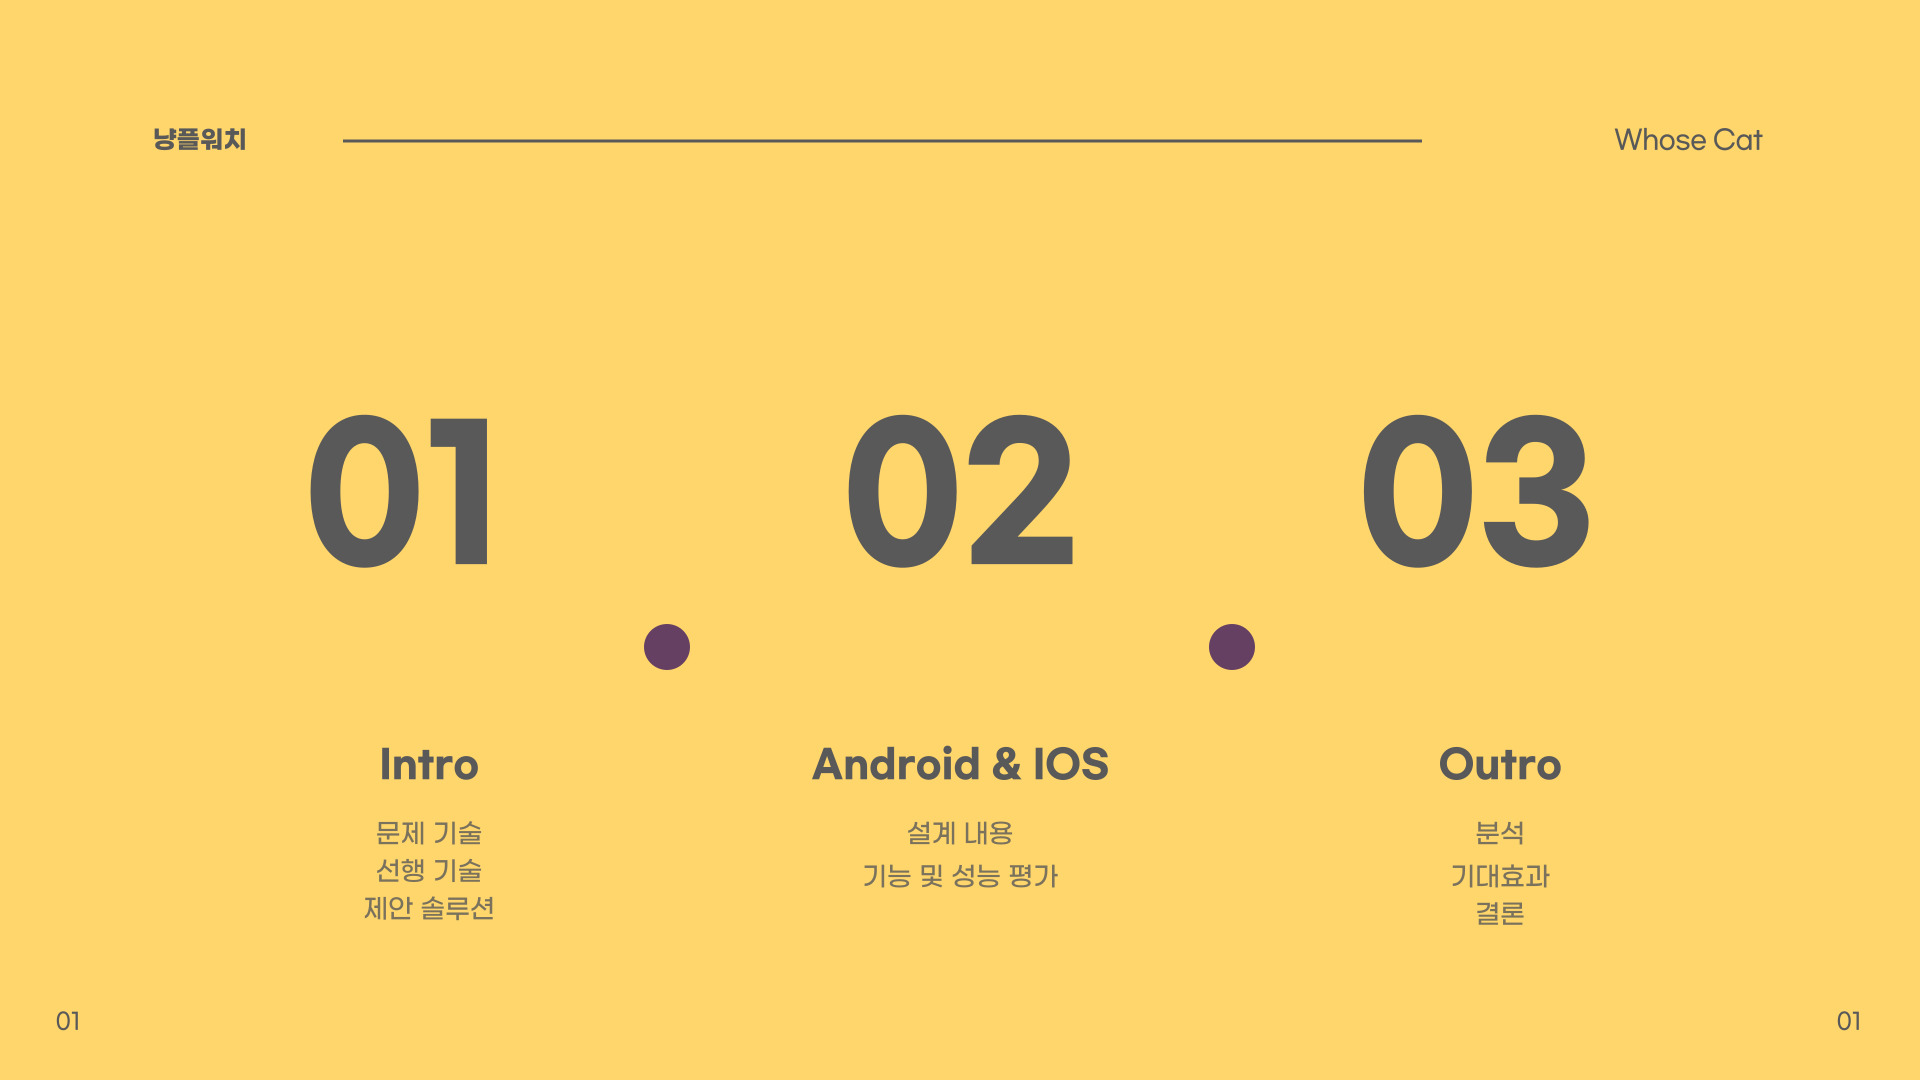 냥플워치
Whose Cat
01
02
03
Intro
문제 기술
선행 기술
제안 솔루션
Android & IOS
설계 내용
기능 및 성능 평가
Outro
분석
기대효과
결론
01
01